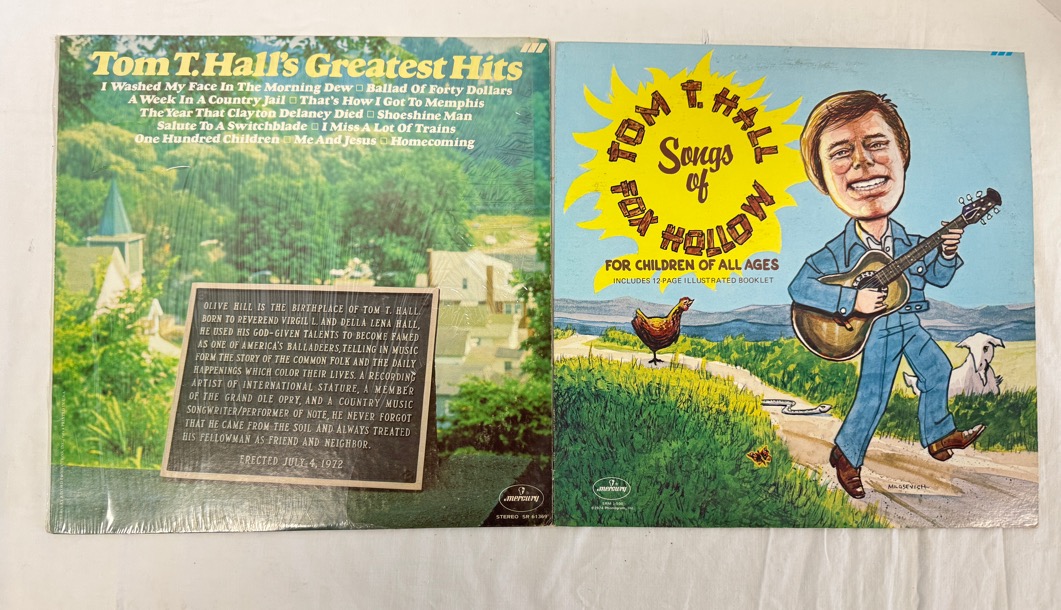 Tom T. Hall's Greatest Hits
I Washed My Face In The Morning Dew □ Ballad Of Forty Dollars
A Week In A Country Jail □ That's How I Got To Memphis
The Year That Clayton Delaney Died □ Shoeshine Man
Salute To A Switchblade □ I Miss A Lot Of Trains
One Hundred Children □ Me And Jesus □ Homecoming
OLIVE HILL IS THE BIRTHPLACE OF TOM T. HALL.
BORN TO REVEREND VIRGIL L. AND DELLA LENA HALL,
HE USED HIS GOD-GIVEN TALENTS TO BECOME FAMED
AS ONE OF AMERICA'S BALLADEERS, TELLING IN MUSIC
FORM THE STORY OF THE COMMON FOLK AND THE DAILY
HAPPENINGS WHICH COLOR THEIR LIVES. A RECORDING
ARTIST OF INTERNATIONAL STATURE, A MEMBER
OF THE GRAND OLE OPRY, AND A COUNTRY MUSIC
SONGWRITER/PERFORMER OF NOTE, HE NEVER FORGOT
THAT HE CAME FROM THE SOIL AND ALWAYS TREATED
HIS FELLOWMAN AS FRIEND AND NEIGHBOR.
ERECTED JULY 4, 1972
mercury
STEREO SR 61369
TOM T. HALL
Songs
of
FOX HOLLOW
FOR CHILDREN OF ALL AGES
INCLUDES 12-PAGE ILLUSTRATED BOOKLET
MILOSEVICH
mercury